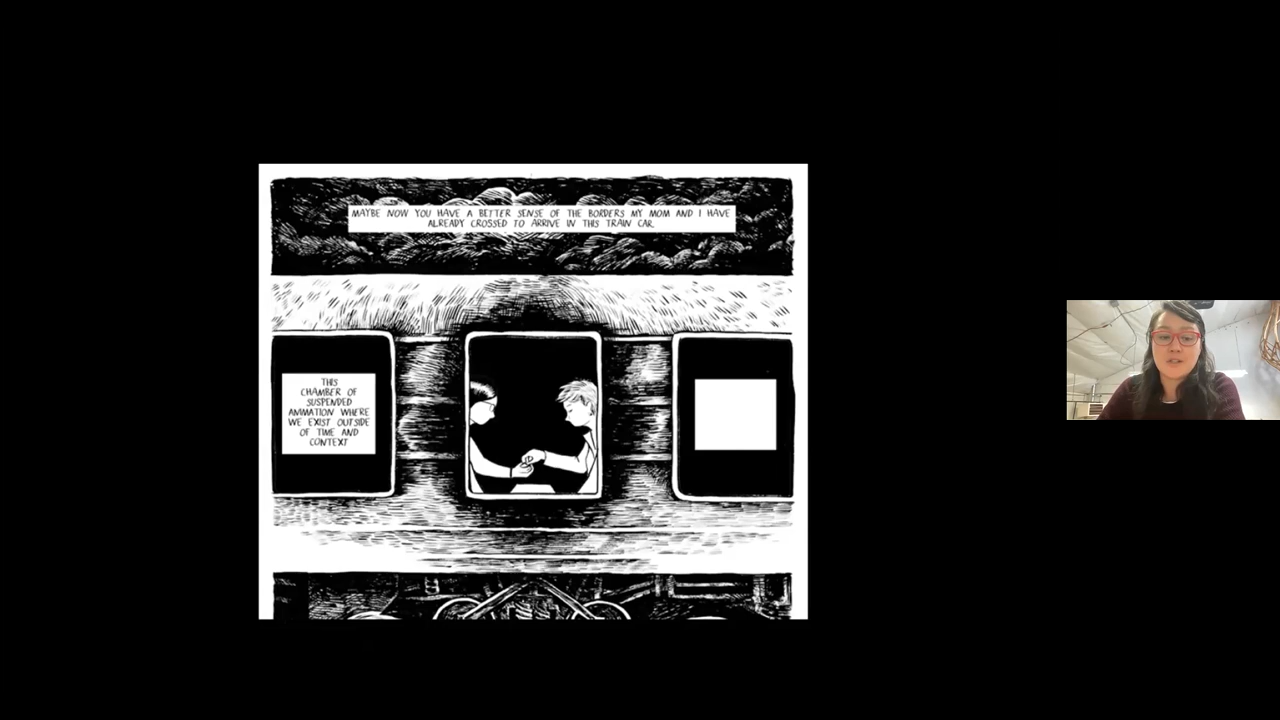 MAYBE NOW YOU HAVE A BETTER SENSE OF THE BORDERS MY MOM AND I HAVE
ALREADY CROSSED TO ARRIVE IN THIS TRAIN CAR.
THIS
CHAMBER OF
SUSPENDED
ANIMATION WHERE
WE EXIST OUTSIDE
OF TIME AND
CONTEXT